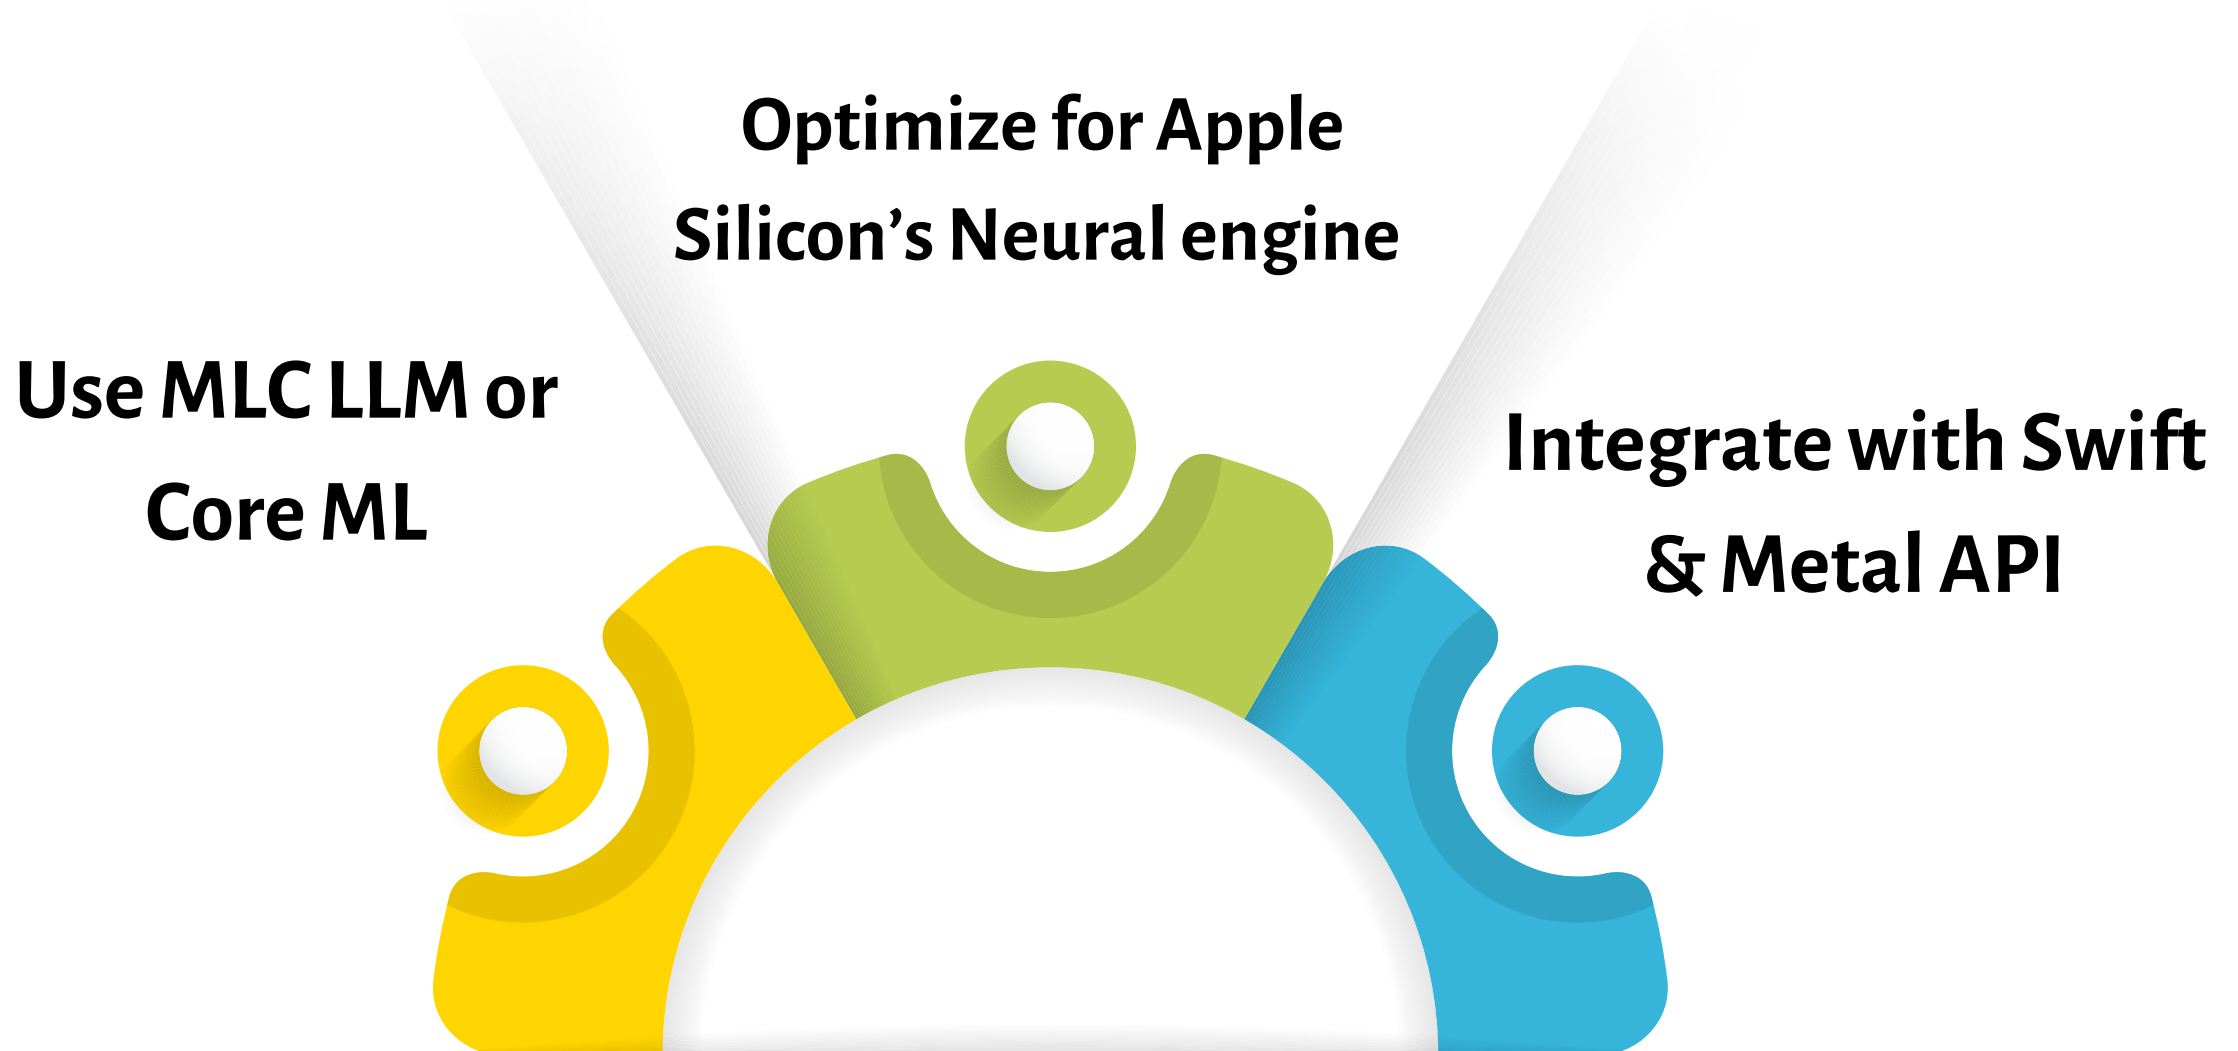 Use MLC LLM or
Core ML
Optimize for Apple
Silicon’s Neural engine
Integrate with Swift
& Metal API